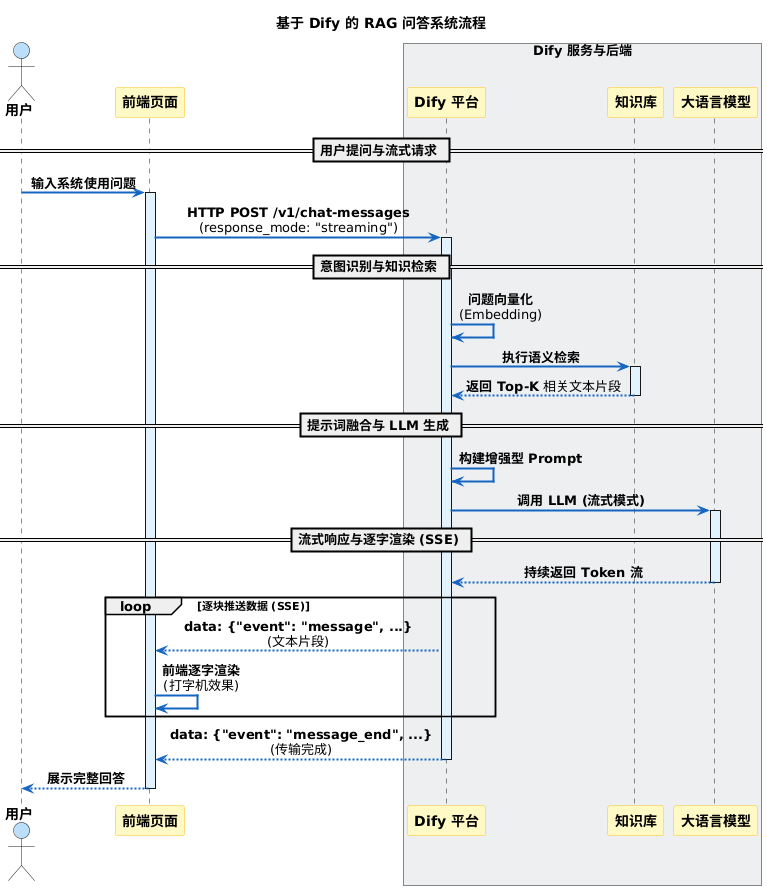 基于 Dify 的 RAG 问答系统流程
Dify 服务与后端
用户
前端页面
Dify 平台
知识库
大语言模型
用户提问与流式请求
输入系统使用问题
HTTP POST /v1/chat-messages
(response_mode: "streaming")
意图识别与知识检索
问题向量化
(Embedding)
执行语义检索
返回 Top-K 相关文本片段
提示词融合与 LLM 生成
构建增强型 Prompt
调用 LLM (流式模式)
流式响应与逐字渲染 (SSE)
持续返回 Token 流
loop
[逐块推送数据 (SSE)]
data: {"event": "message", ...}
(文本片段)
前端逐字渲染
(打字机效果)
data: {"event": "message_end", ...}
(传输完成)
展示完整回答
用户
前端页面
Dify 平台
知识库
大语言模型